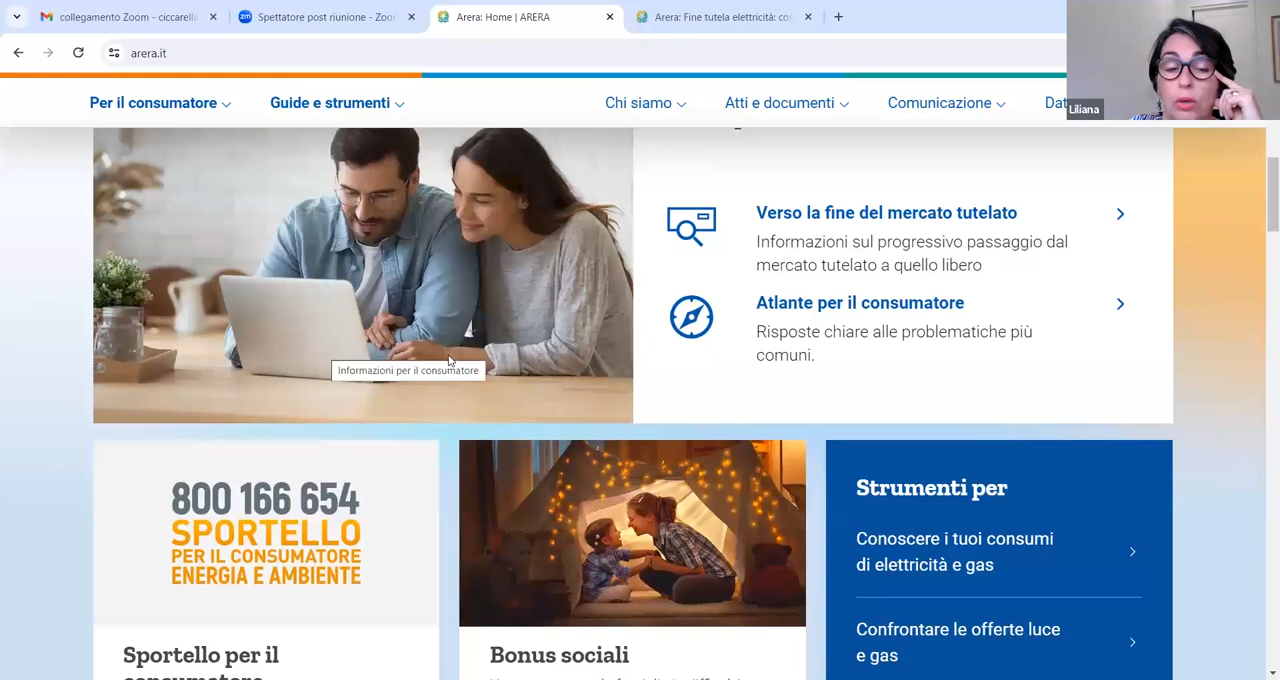 collegamento Zoom - ciccarelli
Spettatore post riunione - Zoom
Arera: Home | ARERA
Arera: Fine tutela elettricità: cos
arera.it
Per il consumatore
Guide e strumenti
Chi siamo
Atti e documenti
Comunicazione
Dat
Liliana
Verso la fine del mercato tutelato
Informazioni sul progressivo passaggio dal
mercato tutelato a quello libero
Atlante per il consumatore
Risposte chiare alle problematiche più
comuni.
Informazioni per il consumatore
800 166 654
SPORTELLO
PER IL CONSUMATORE
ENERGIA E AMBIENTE
Sportello per il
consumatore
Bonus sociali
Strumenti per
Conoscere i tuoi consumi
di elettricità e gas
Confrontare le offerte luce
e gas